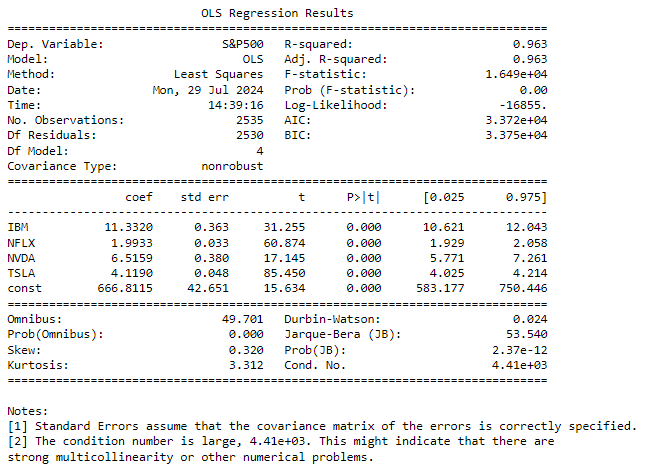 OLS Regression Results
==============================================================================
Dep. Variable:                  S&P500   R-squared:                       0.963
Model:                             OLS   Adj. R-squared:                  0.963
Method:                  Least Squares   F-statistic:                 1.649e+04
Date:                 Mon, 29 Jul 2024   Prob (F-statistic):               0.00
Time:                         14:39:16   Log-Likelihood:                -16855.
No. Observations:                 2535   AIC:                         3.372e+04
Df Residuals:                     2530   BIC:                         3.375e+04
Df Model:                            4
Covariance Type:             nonrobust
==============================================================================
                 coef    std err          t      P>|t|      [0.025      0.975]
------------------------------------------------------------------------------
IBM           11.3320      0.363     31.255      0.000      10.621      12.043
NFLX           1.9933      0.033     60.874      0.000       1.929       2.058
NVDA           6.5159      0.380     17.145      0.000       5.771       7.261
TSLA           4.1190      0.048     85.450      0.000       4.025       4.214
const        666.8115     42.651     15.634      0.000     583.177     750.446
==============================================================================
Omnibus:                       49.701   Durbin-Watson:                   0.024
Prob(Omnibus):                  0.000   Jarque-Bera (JB):               53.540
Skew:                           0.320   Prob(JB):                     2.37e-12
Kurtosis:                       3.312   Cond. No.                     4.41e+03
==============================================================================
Notes:
[1] Standard Errors assume that the covariance matrix of the errors is correctly specified.
[2] The condition number is large, 4.41e+03. This might indicate that there are
strong multicollinearity or other numerical problems.